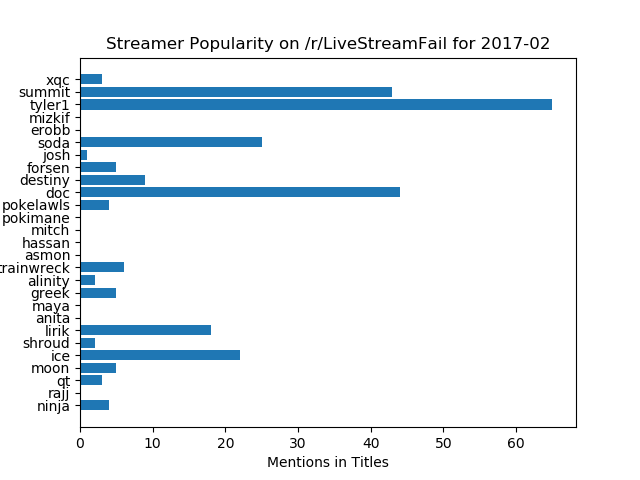 Streamer Popularity on /r/LiveStreamFail for 2017-02
xqc
summit
tyler1
mizkif
erobb
soda
josh
forsen
destiny
doc
pokelawls
pokimane
mitch
hassan
asmon
trainwreck
alinity
greek
maya
anita
lirik
shroud
ice
moon
qt
rajj
ninja
0 10 20 30 40 50 60
Mentions in Titles